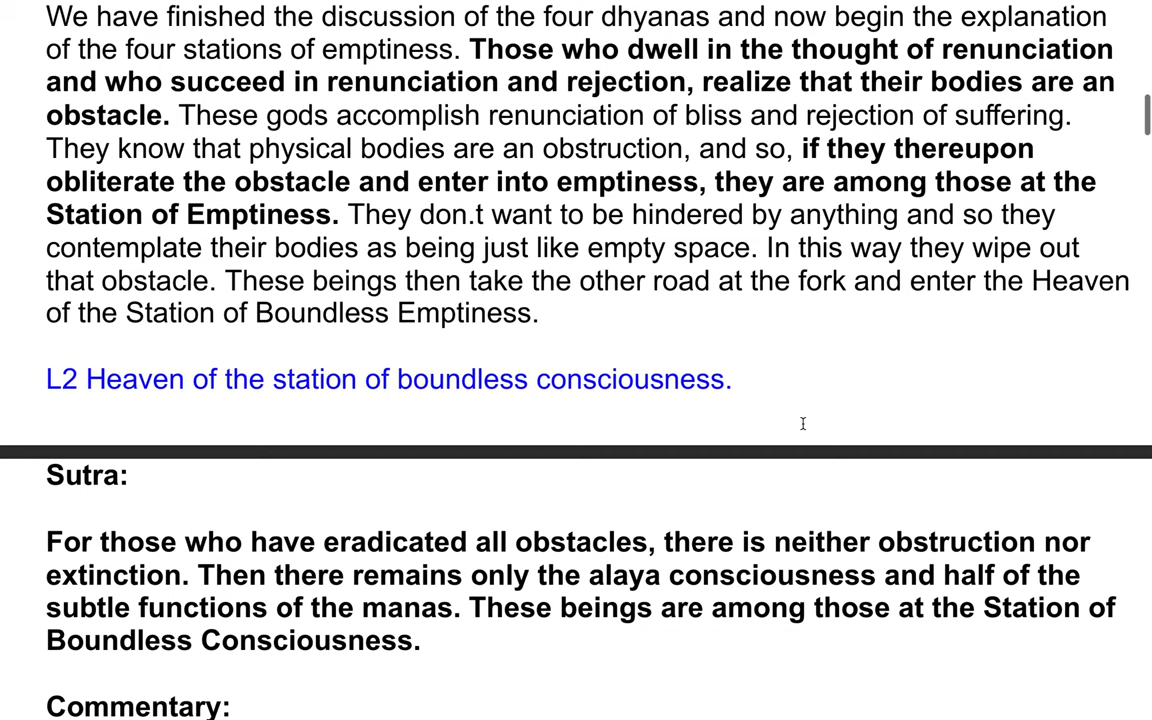 We have finished the discussion of the four dhyanas and now begin the explanation
of the four stations of emptiness. Those who dwell in the thought of renunciation
and who succeed in renunciation and rejection, realize that their bodies are an
obstacle. These gods accomplish renunciation of bliss and rejection of suffering.
They know that physical bodies are an obstruction, and so, if they thereupon
obliterate the obstacle and enter into emptiness, they are among those at the
Station of Emptiness. They don.t want to be hindered by anything and so they
contemplate their bodies as being just like empty space. In this way they wipe out
that obstacle. These beings then take the other road at the fork and enter the Heaven
of the Station of Boundless Emptiness.
L2 Heaven of the station of boundless consciousness.
Sutra:
For those who have eradicated all obstacles, there is neither obstruction nor
extinction. Then there remains only the alaya consciousness and half of the
subtle functions of the manas. These beings are among those at the Station of
Boundless Consciousness.
Commentary: